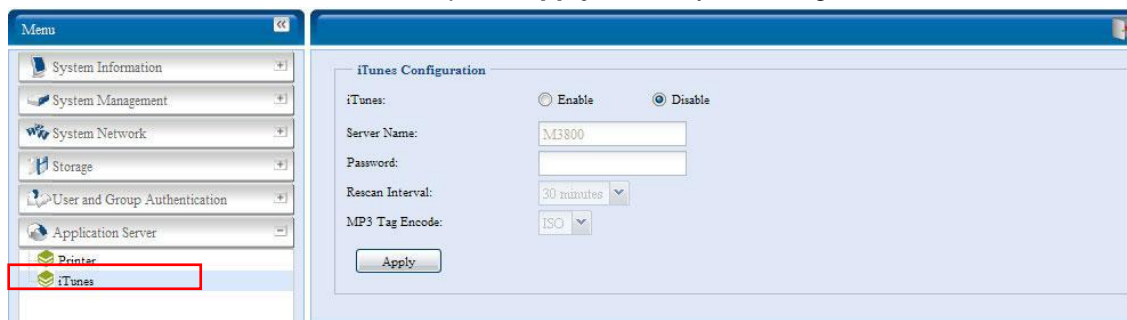 Menu
System Information
System Management
System Network
Storage
User and Group Authentication
Application Server
Printer
iTunes
iTunes Configuration
iTunes: Enable Disable
Server Name: M3800
Password:
Rescan Interval: 30 minutes
MP3 Tag Encode: ISO
Apply